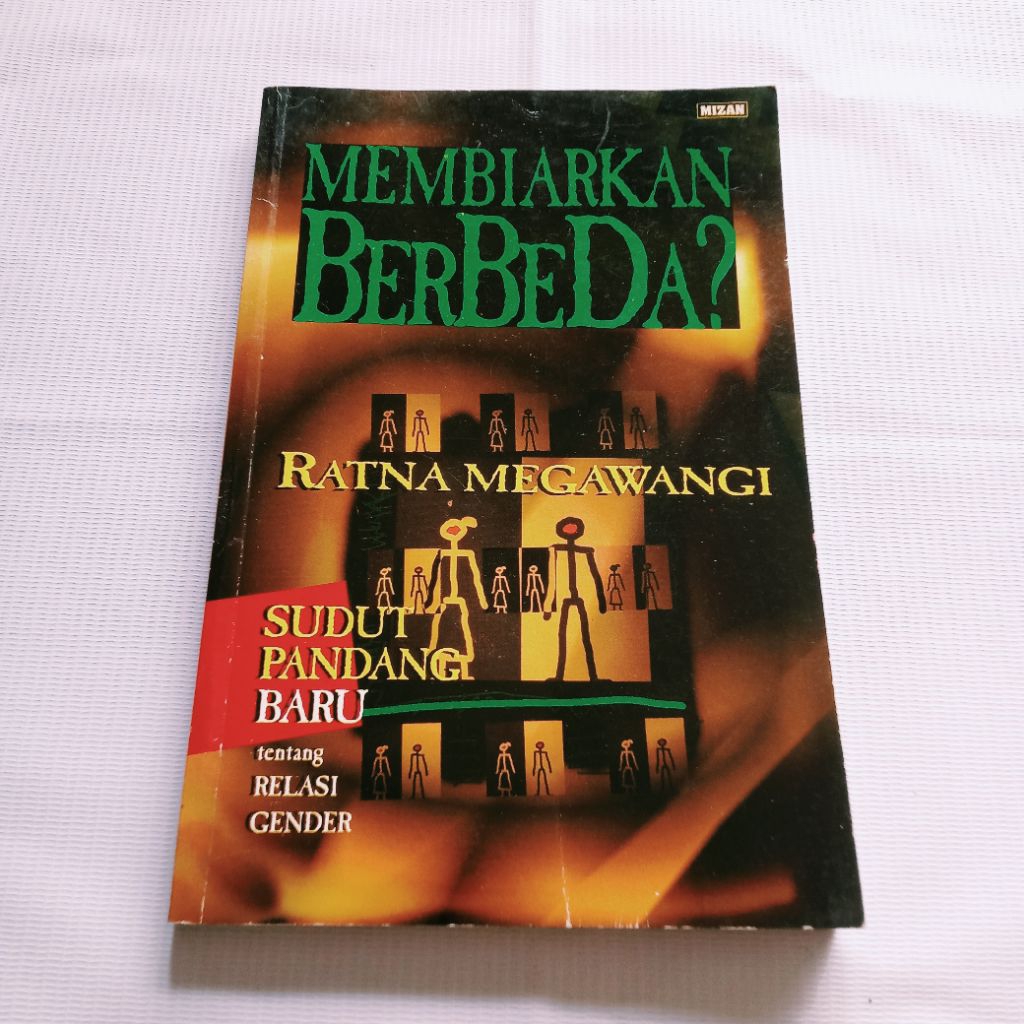 MIZAN
MEMBIARKAN
BERBEDA?
RATNA MEGAWANGI
SUDUT
PANDANG
BARU
tentang
RELASI
GENDER